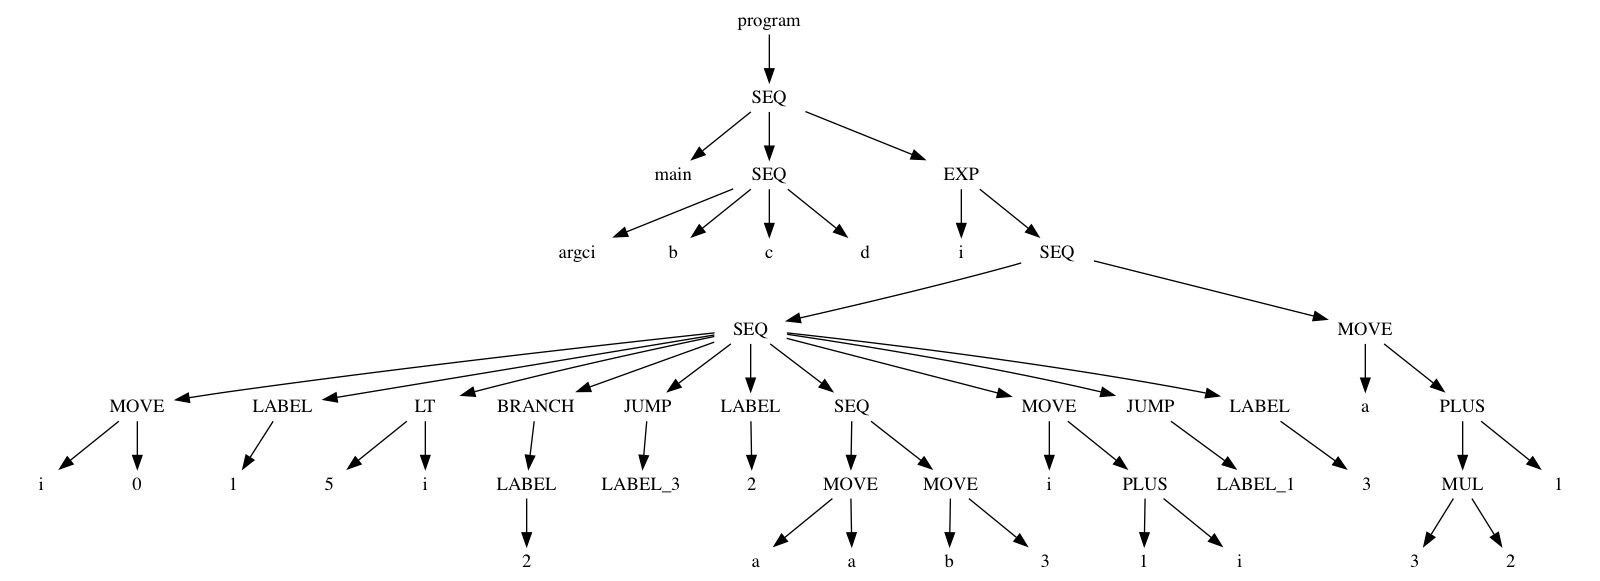 program
SEQ
main SEQ EXP
argci b c d i SEQ
SEQ MOVE
MOVE LABEL LT BRANCH JUMP LABEL SEQ MOVE JUMP LABEL a PLUS
i 0 1 5 i LABEL LABEL_3 2 MOVE MOVE i PLUS LABEL_1 3 MUL 1
2 a a b 3 1 i 3 2